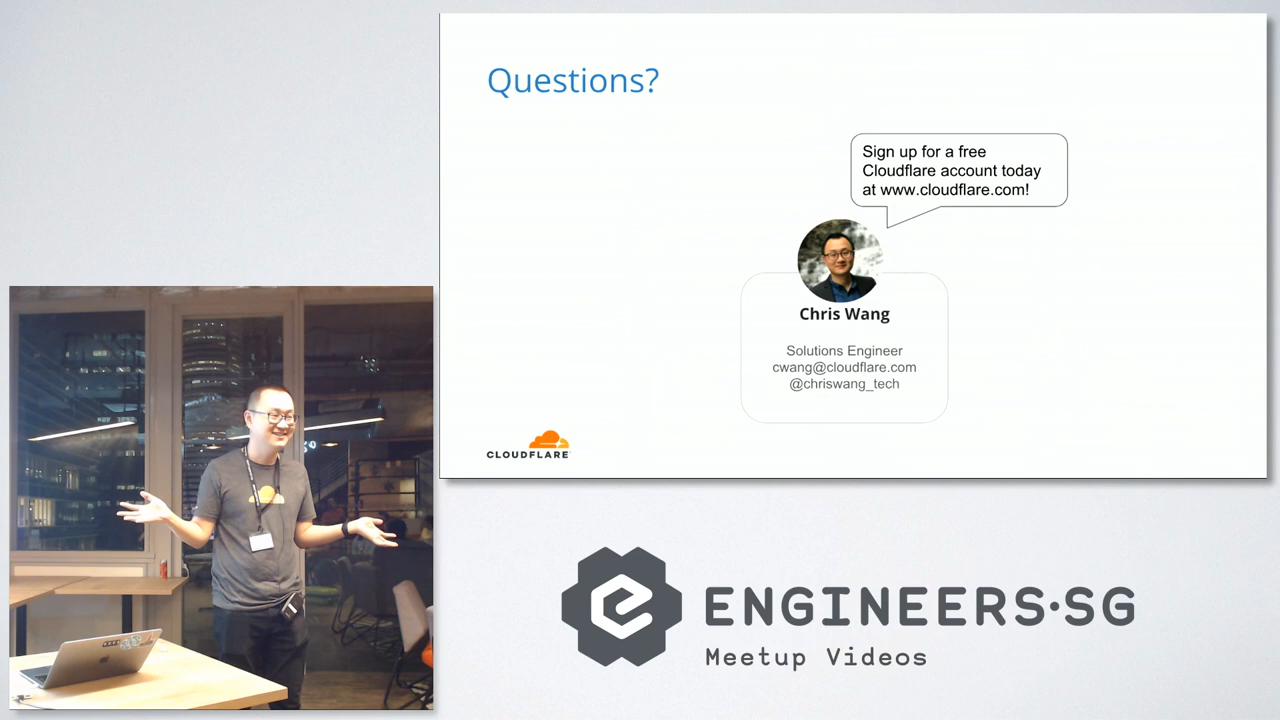 Questions?
Sign up for a free
Cloudflare account today
at www.cloudflare.com!
Chris Wang
Solutions Engineer
cwang@cloudflare.com
@chriswang_tech
CLOUDFLARE
ENGINEERS·SG
Meetup Videos